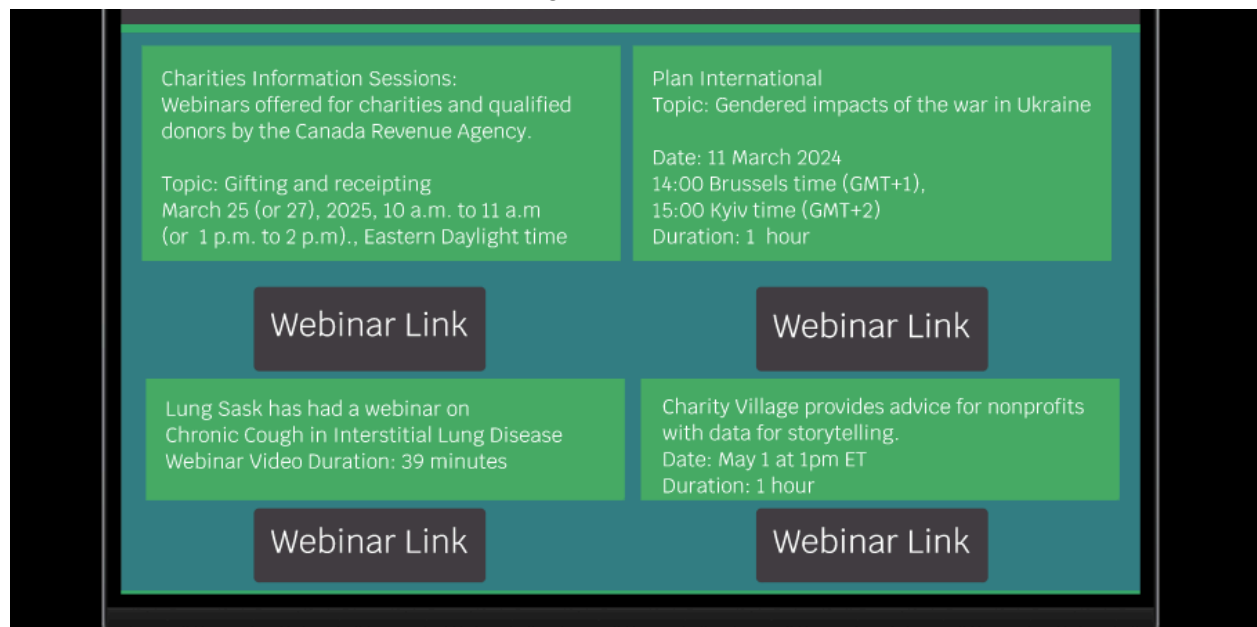 Charities Information Sessions:
Webinars offered for charities and qualified
donors by the Canada Revenue Agency.
Topic: Gifting and receipting
March 25 (or 27), 2025, 10 a.m. to 11 a.m
(or 1 p.m. to 2 p.m)., Eastern Daylight time
Webinar Link
Plan International
Topic: Gendered impacts of the war in Ukraine
Date: 11 March 2024
14:00 Brussels time (GMT+1),
15:00 Kyiv time (GMT+2)
Duration: 1 hour
Webinar Link
Lung Sask has had a webinar on
Chronic Cough in Interstitial Lung Disease
Webinar Video Duration: 39 minutes
Webinar Link
Charity Village provides advice for nonprofits
with data for storytelling.
Date: May 1 at 1pm ET
Duration: 1 hour
Webinar Link